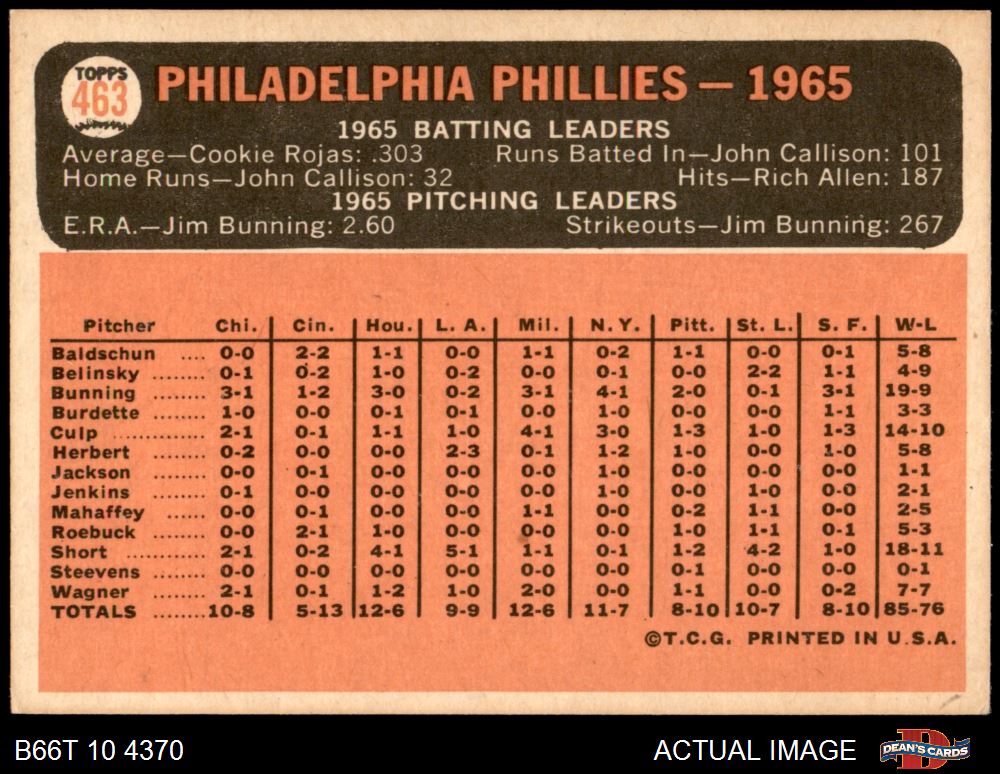 TOPPS
463
PHILADELPHIA PHILLIES — 1965
1965 BATTING LEADERS
Average—Cookie Rojas: .303 Runs Batted In—John Callison: 101
Home Runs—John Callison: 32 Hits—Rich Allen: 187
1965 PITCHING LEADERS
E.R.A.—Jim Bunning: 2.60 Strikeouts—Jim Bunning: 267
Pitcher Chi. Cin. Hou. L. A. Mil. N. Y. Pitt. St. L. S. F. W-L
Baldschun .... 0-0 2-2 1-1 0-0 1-1 0-2 1-1 0-0 0-1 5-8
Belinsky ........ 0-1 0-2 1-0 0-2 0-0 0-1 0-0 2-2 1-1 4-9
Bunning ........ 3-1 1-2 3-0 0-2 3-1 4-1 2-0 0-1 3-1 19-9
Burdette ........ 1-0 0-0 0-1 0-1 0-0 1-0 0-0 0-0 1-1 3-3
Culp .............. 2-1 0-1 1-1 1-0 4-1 3-0 1-3 1-0 1-3 14-10
Herbert ........ 0-2 0-0 0-0 2-3 0-1 1-2 1-0 0-0 1-0 5-8
Jackson ........ 0-0 0-1 0-0 0-0 0-0 1-0 0-0 0-0 0-0 1-1
Jenkins ........ 0-1 0-0 0-0 0-0 0-0 1-0 0-0 1-0 0-0 2-1
Mahaffey ...... 0-0 0-1 0-0 0-0 1-1 0-0 0-2 1-1 0-0 2-5
Roebuck ...... 0-0 2-1 1-0 0-0 0-0 0-0 1-0 1-1 0-1 5-3
Short ............ 2-1 0-2 4-1 5-1 1-1 0-1 1-2 4-2 1-0 18-11
Steevens ........ 0-0 0-0 0-0 0-0 0-0 0-0 0-1 0-0 0-0 0-1
Wagner ........ 2-1 0-1 1-2 1-0 2-0 0-0 1-1 0-0 0-2 7-7
TOTALS ........ 10-8 5-13 12-6 9-9 12-6 11-7 8-10 10-7 8-10 85-76
©T.C.G. PRINTED IN U.S.A.
B66T 10 4370 ACTUAL IMAGE DEAN'S CARDS